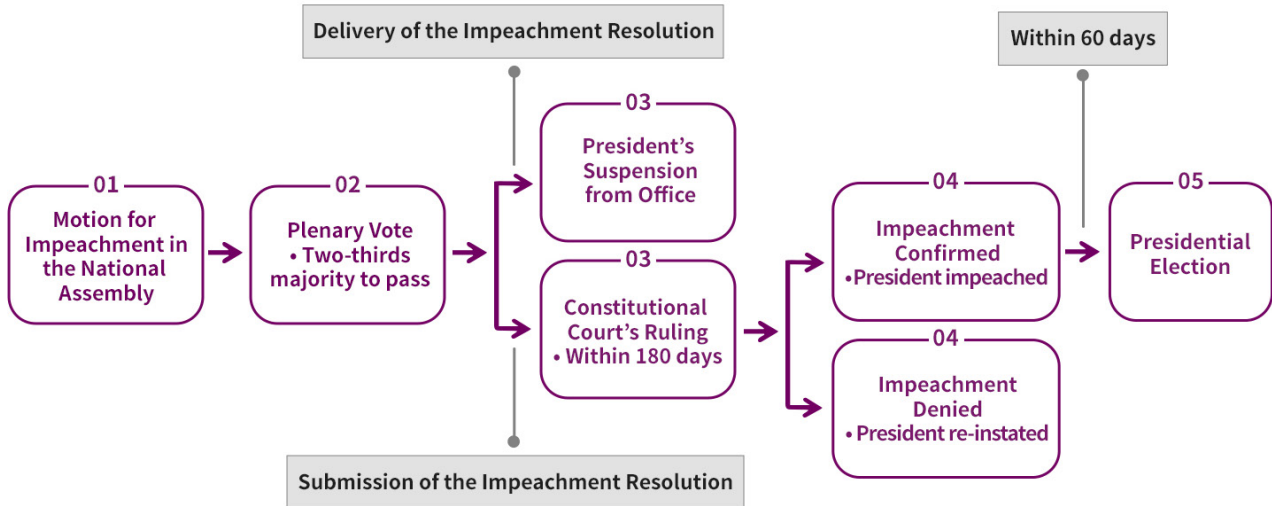 Delivery of the Impeachment Resolution
Within 60 days
01
Motion for
Impeachment in
the National
Assembly
02
Plenary Vote
• Two-thirds
majority to pass
03
President’s
Suspension
from Office
03
Constitutional
Court’s Ruling
• Within 180 days
04
Impeachment
Confirmed
• President impeached
04
Impeachment
Denied
• President re-instated
05
Presidential
Election
Submission of the Impeachment Resolution